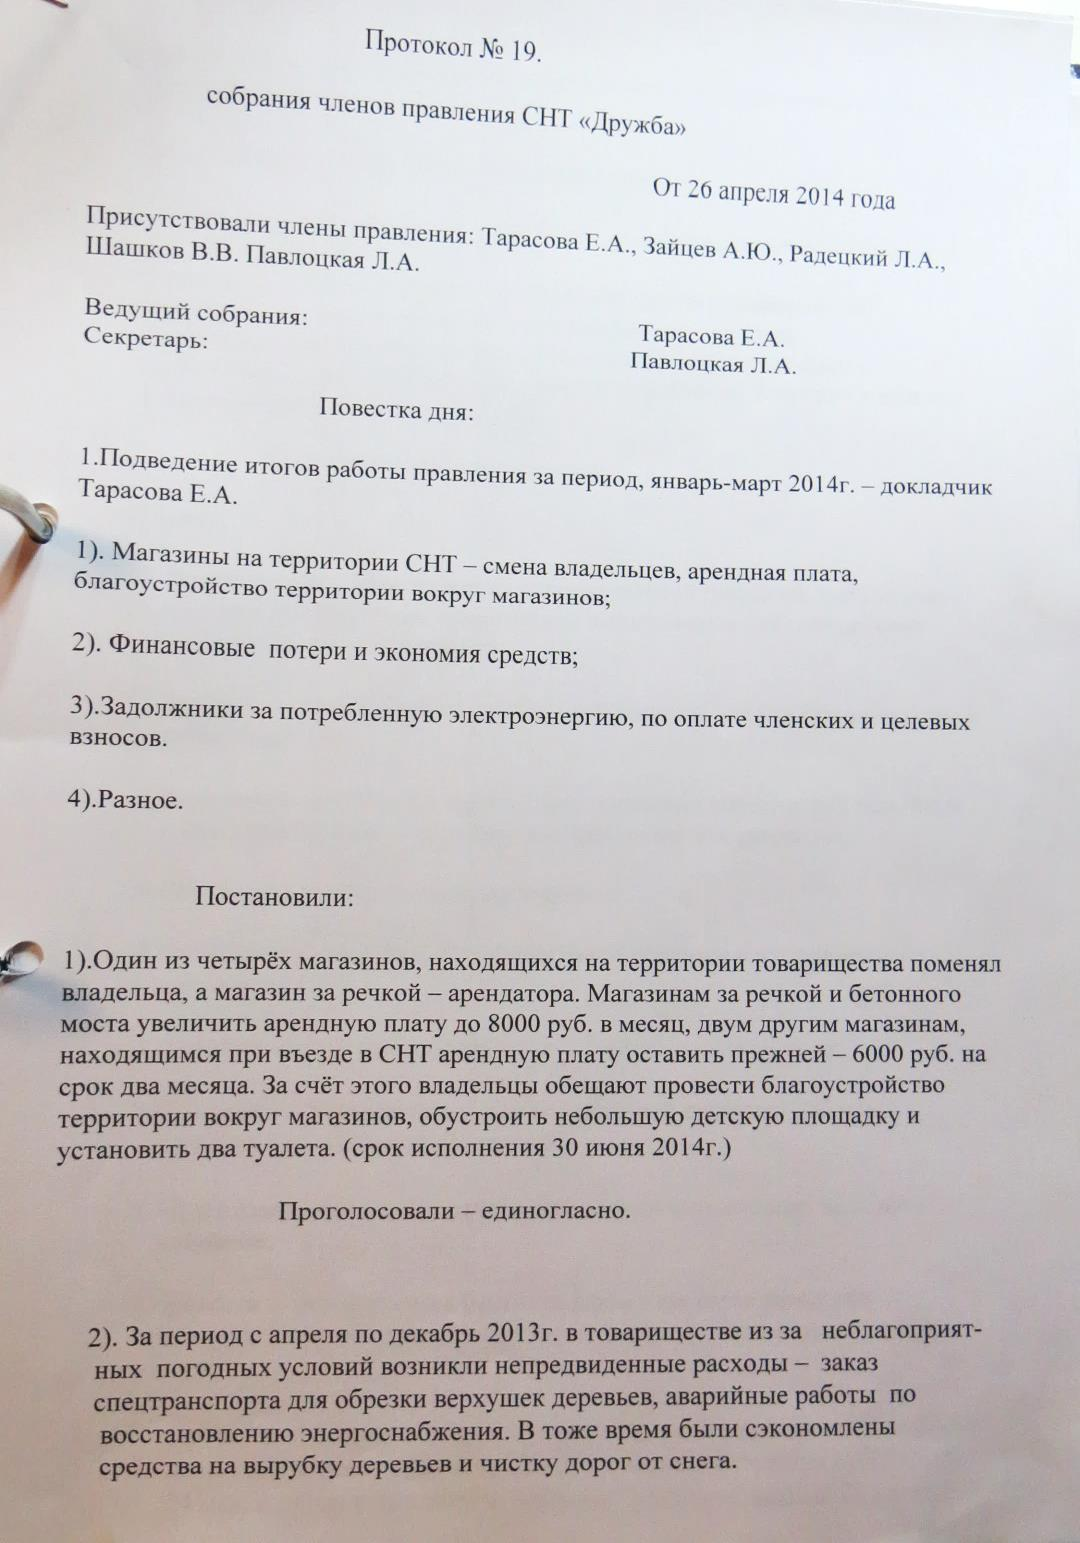 Протокол № 19.
собрания членов правления СНТ «Дружба»
От 26 апреля 2014 года
Присутствовали члены правления: Тарасова Е.А., Зайцев А.Ю., Радецкий Л.А.,
Шашков В.В. Павлоцкая Л.А.
Ведущий собрания: Тарасова Е.А.
Секретарь: Павлоцкая Л.А.
Повестка дня:
1.Подведение итогов работы правления за период, январь-март 2014г. – докладчик
Тарасова Е.А.
1). Магазины на территории СНТ – смена владельцев, арендная плата,
благоустройство территории вокруг магазинов;
2). Финансовые потери и экономия средств;
3).Задолжники за потребленную электроэнергию, по оплате членских и целевых
взносов.
4).Разное.
Постановили:
1).Один из четырёх магазинов, находящихся на территории товарищества поменял
владельца, а магазин за речкой – арендатора. Магазинам за речкой и бетонного
моста увеличить арендную плату до 8000 руб. в месяц, двум другим магазинам,
находящимся при въезде в СНТ арендную плату оставить прежней – 6000 руб. на
срок два месяца. За счёт этого владельцы обещают провести благоустройство
территории вокруг магазинов, обустроить небольшую детскую площадку и
установить два туалета. (срок исполнения 30 июня 2014г.)
Проголосовали – единогласно.
2). За период с апреля по декабрь 2013г. в товариществе из за неблагоприят-
ных погодных условий возникли непредвиденные расходы – заказ
спецтранспорта для обрезки верхушек деревьев, аварийные работы по
восстановлению энергоснабжения. В тоже время были сэкономлены
средства на вырубку деревьев и чистку дорог от снега.